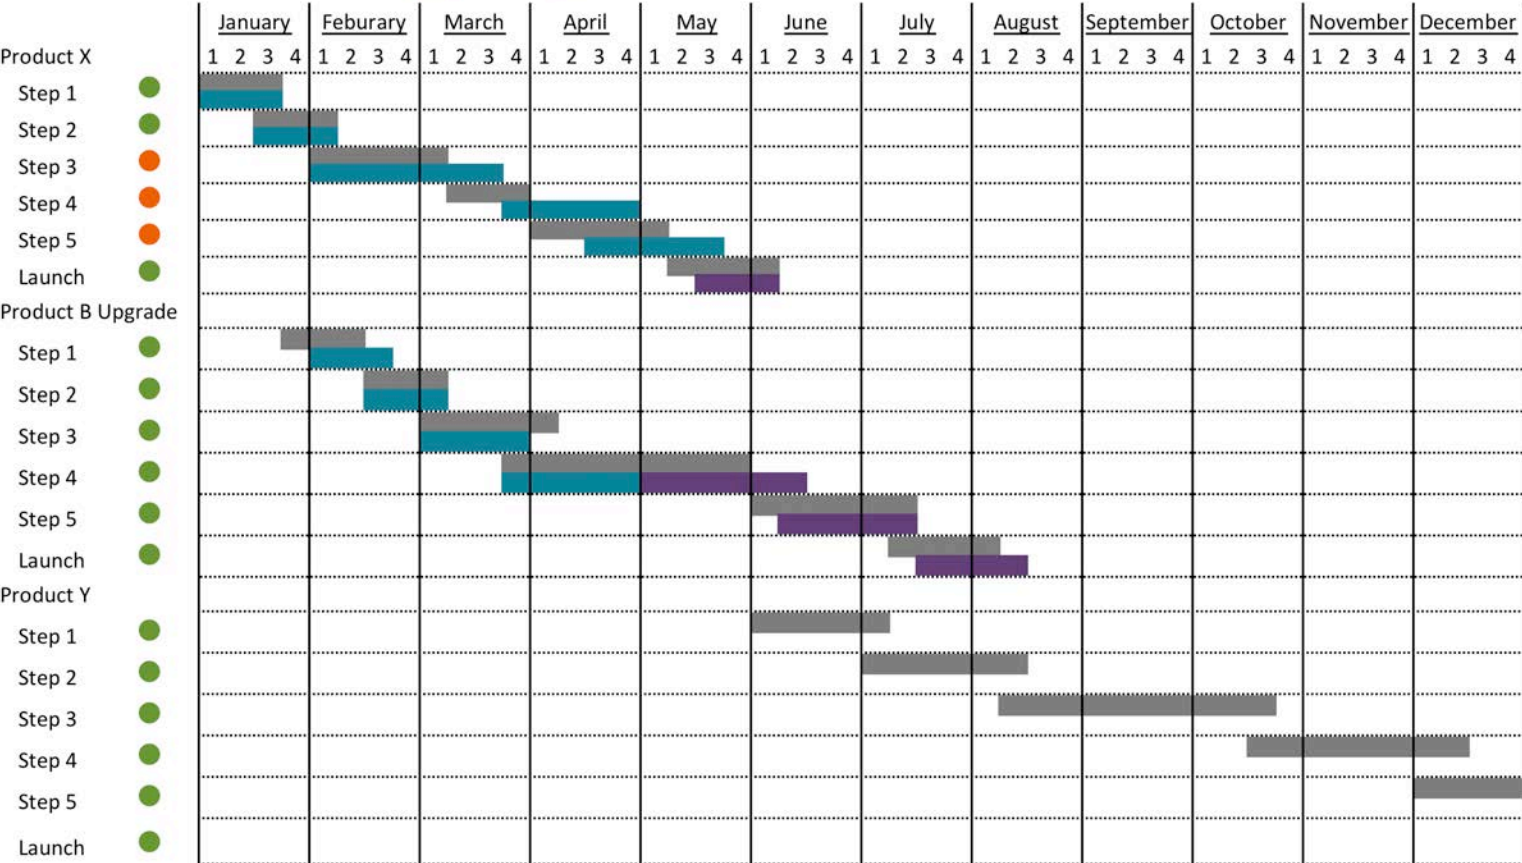 January Feburary March April May June July August September October November December
Product X 1 2 3 4 1 2 3 4 1 2 3 4 1 2 3 4 1 2 3 4 1 2 3 4 1 2 3 4 1 2 3 4 1 2 3 4 1 2 3 4 1 2 3 4 1 2 3 4
Step 1
Step 2
Step 3
Step 4
Step 5
Launch
Product B Upgrade
Step 1
Step 2
Step 3
Step 4
Step 5
Launch
Product Y
Step 1
Step 2
Step 3
Step 4
Step 5
Launch